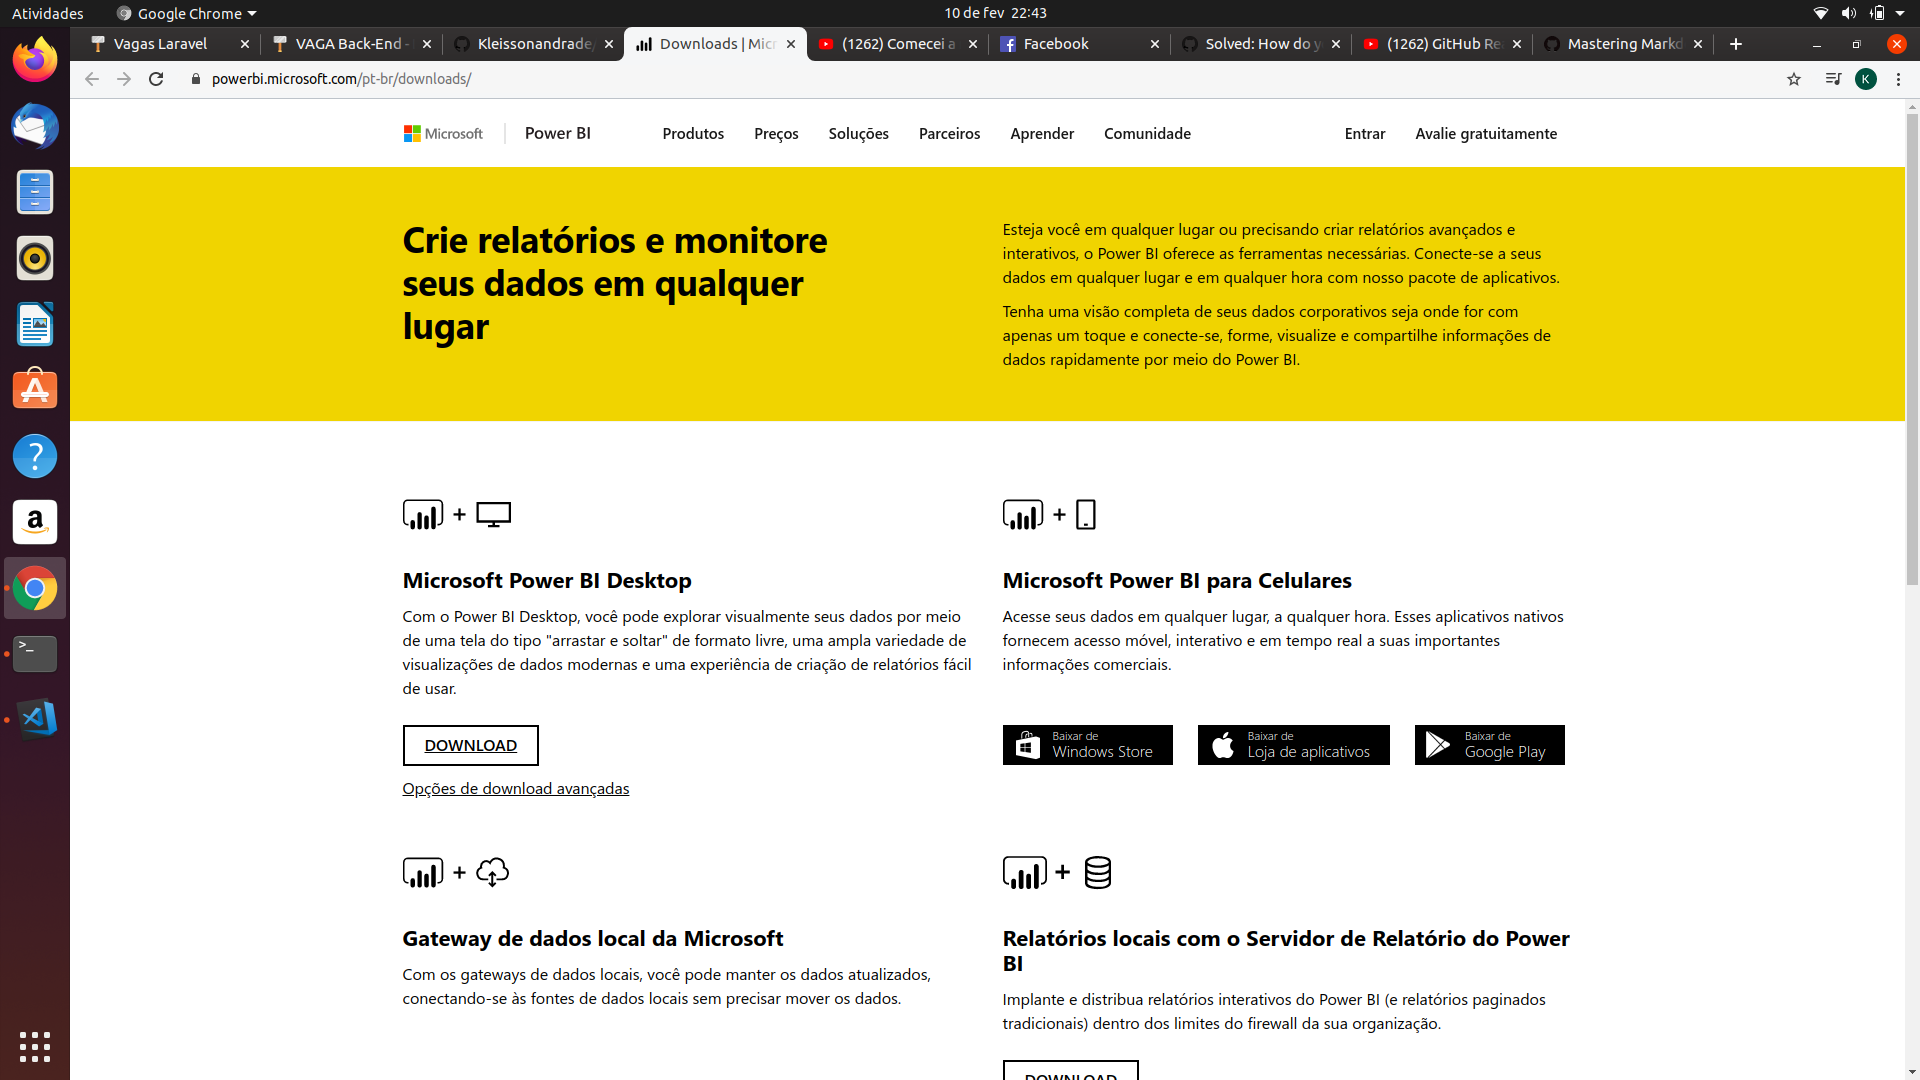 Atividades
Google Chrome
10 de fev 22:43
Vagas Laravel
VAGA Back-End -
Kleissonandrade/
Downloads | Micr
(1262) Comecei a
Facebook
Solved: How do y
(1262) GitHub Re
Mastering Markd
powerbi.microsoft.com/pt-br/downloads/
K
Microsoft
Power BI
Produtos
Preços
Soluções
Parceiros
Aprender
Comunidade
Entrar
Avalie gratuitamente
Crie relatórios e monitore
seus dados em qualquer
lugar
Esteja você em qualquer lugar ou precisando criar relatórios avançados e
interativos, o Power BI oferece as ferramentas necessárias. Conecte-se a seus
dados em qualquer lugar e em qualquer hora com nosso pacote de aplicativos.
Tenha uma visão completa de seus dados corporativos seja onde for com
apenas um toque e conecte-se, forme, visualize e compartilhe informações de
dados rapidamente por meio do Power BI.
Microsoft Power BI Desktop
Com o Power BI Desktop, você pode explorar visualmente seus dados por meio
de uma tela do tipo "arrastar e soltar" de formato livre, uma ampla variedade de
visualizações de dados modernas e uma experiência de criação de relatórios fácil
de usar.
DOWNLOAD
Opções de download avançadas
Microsoft Power BI para Celulares
Acesse seus dados em qualquer lugar, a qualquer hora. Esses aplicativos nativos
fornecem acesso móvel, interativo e em tempo real a suas importantes
informações comerciais.
Baixar de
Windows Store
Baixar de
Loja de aplicativos
Baixar de
Google Play
Gateway de dados local da Microsoft
Com os gateways de dados locais, você pode manter os dados atualizados,
conectando-se às fontes de dados locais sem precisar mover os dados.
Relatórios locais com o Servidor de Relatório do Power
BI
Implante e distribua relatórios interativos do Power BI (e relatórios paginados
tradicionais) dentro dos limites do firewall da sua organização.
DOWNLOAD